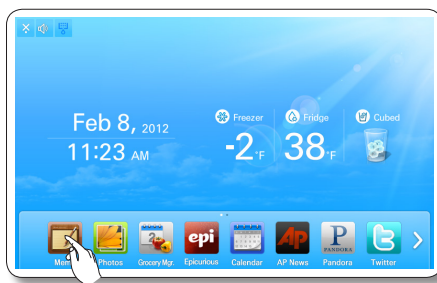 Feb 8, 2012
11:23 AM
Freezer
-2°F
Fridge
38°F
Cubed
epi
AP
P
PANDORA
Photos
Grocery Mgr.
Epicurious
Calendar
AP News
Pandora
Twitter